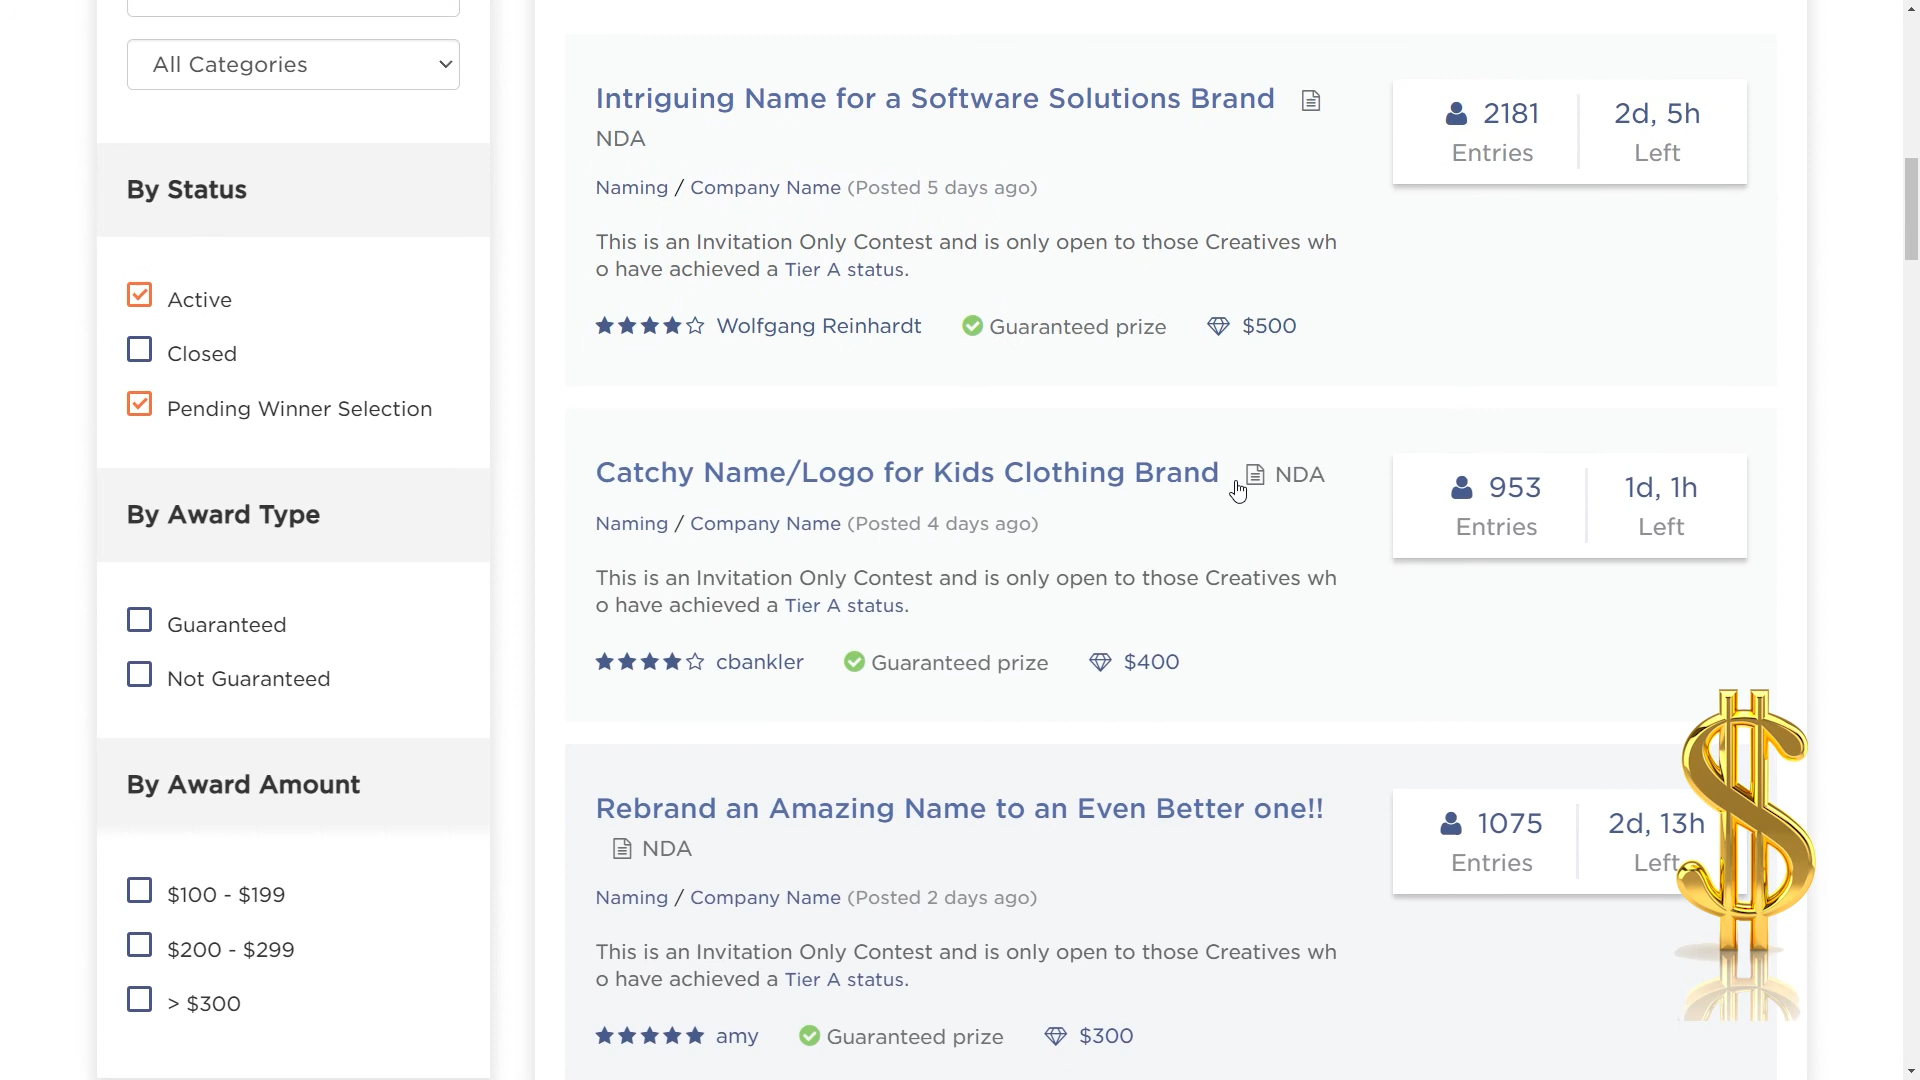 All Categories
By Status
Active
Closed
Pending Winner Selection
By Award Type
Guaranteed
Not Guaranteed
By Award Amount
$100 - $199
$200 - $299
> $300
Intriguing Name for a Software Solutions Brand
NDA
Naming / Company Name (Posted 5 days ago)
This is an Invitation Only Contest and is only open to those Creatives wh
o have achieved a Tier A status.
Wolfgang Reinhardt Guaranteed prize $500
2181 2d, 5h
Entries Left
Catchy Name/Logo for Kids Clothing Brand NDA
Naming / Company Name (Posted 4 days ago)
This is an Invitation Only Contest and is only open to those Creatives wh
o have achieved a Tier A status.
cbankler Guaranteed prize $400
953 1d, 1h
Entries Left
Rebrand an Amazing Name to an Even Better one!!
NDA
Naming / Company Name (Posted 2 days ago)
This is an Invitation Only Contest and is only open to those Creatives wh
o have achieved a Tier A status.
amy Guaranteed prize $300
1075 2d, 13h
Entries Left
$